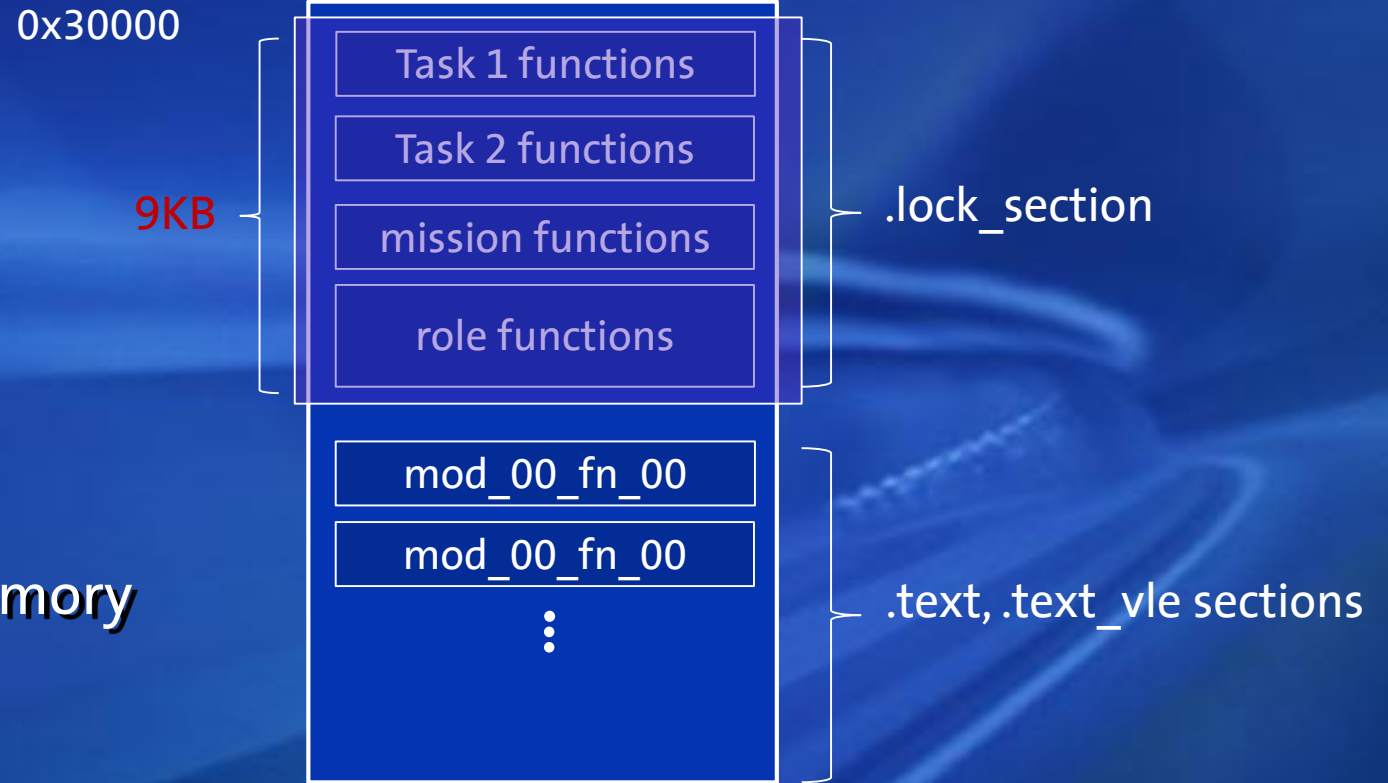 0x30000
Task 1 functions
Task 2 functions
9KB
.lock_section
mission functions
role functions
mod_00_fn_00
mod_00_fn_00
mory
.text, .text_vle sections